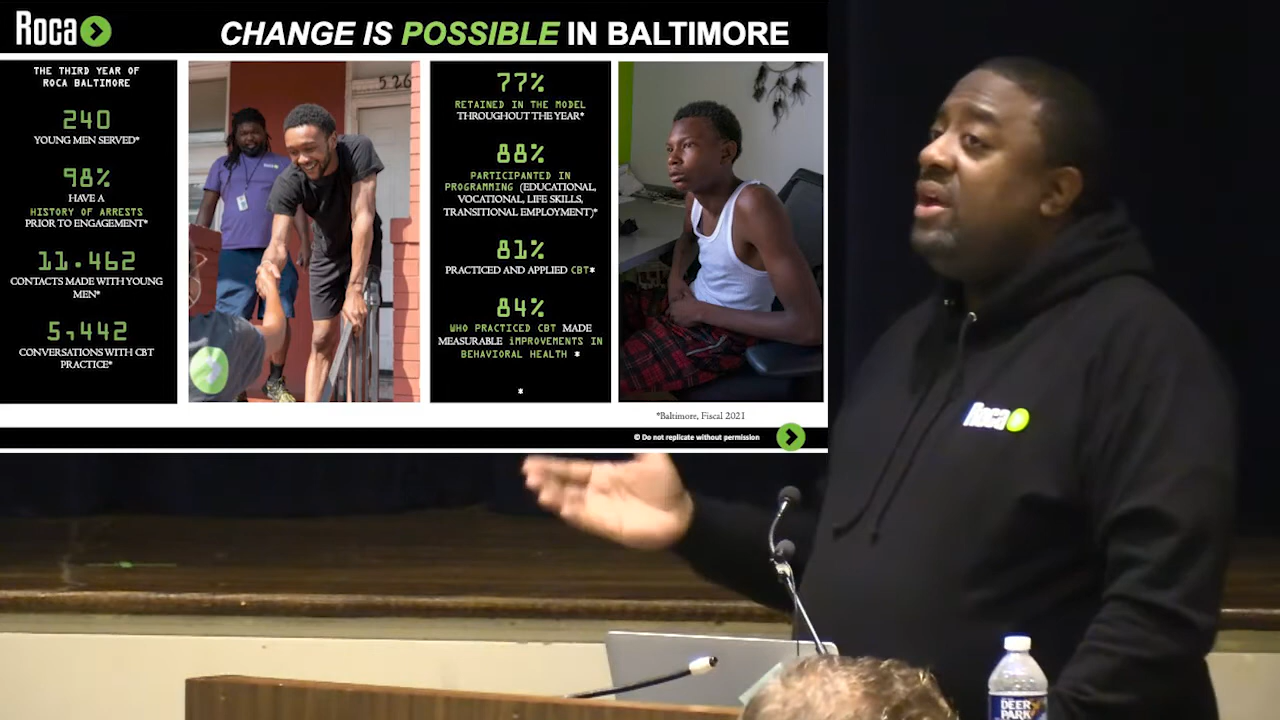 Roca
CHANGE IS POSSIBLE IN BALTIMORE
THE THIRD YEAR OF
ROCA BALTIMORE
240
YOUNG MEN SERVED*
98%
HAVE A
HISTORY OF ARRESTS
PRIOR TO ENGAGEMENT*
11.462
CONTACTS MADE WITH YOUNG
MEN*
5,442
CONVERSATIONS WITH CBT
PRACTICE*
526
77%
RETAINED IN THE MODEL
THROUGHOUT THE YEAR*
88%
PARTICIPANTED IN
PROGRAMMING (EDUCATIONAL,
VOCATIONAL, LIFE SKILLS,
TRANSITIONAL EMPLOYMENT)*
81%
PRACTICED AND APPLIED CBT*
84%
WHO PRACTICED CBT MADE
MEASURABLE iMPROVEMENTS IN
BEHAVIORAL HEALTH *
*
*Baltimore, Fiscal 2021
© Do not replicate without permission
Roca
DEER
PARK